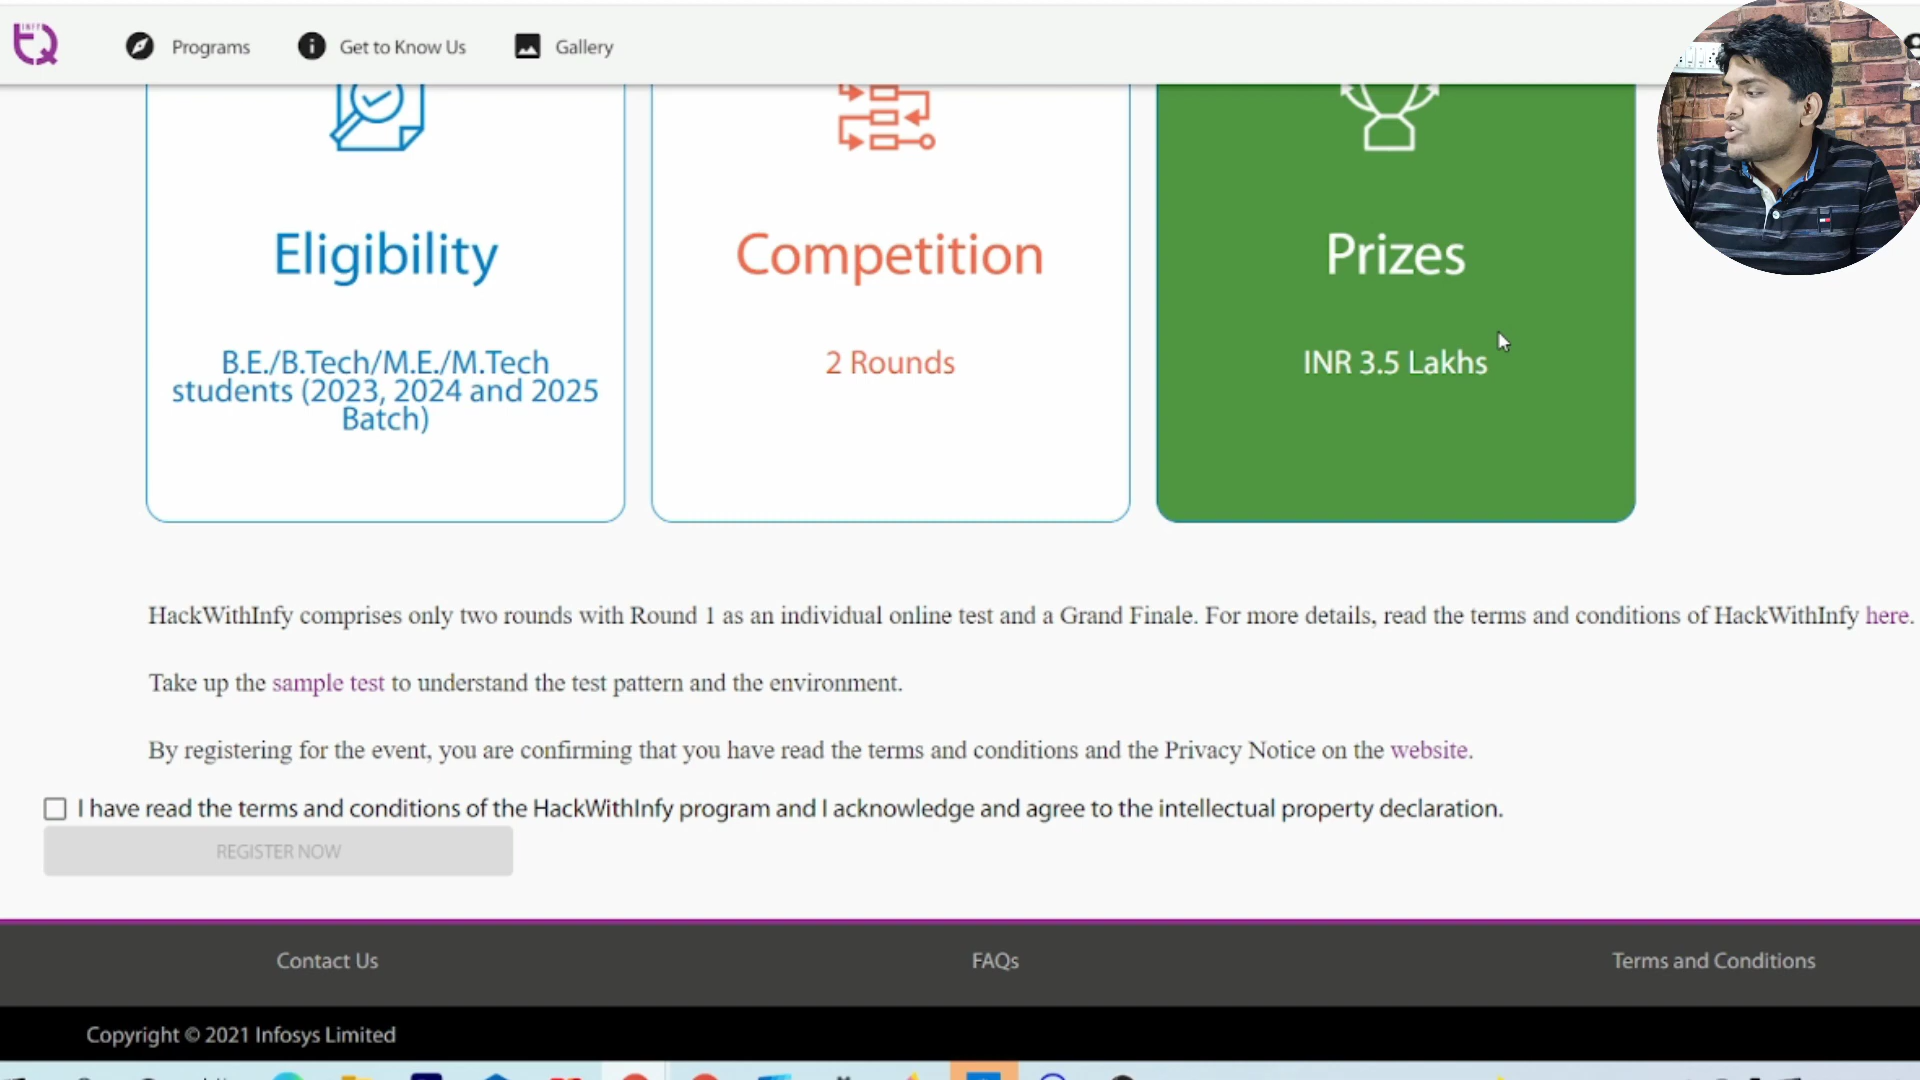 INFY
TQ
Programs
Get to Know Us
Gallery
Eligibility
B.E./B.Tech/M.E./M.Tech
students (2023, 2024 and 2025
Batch)
Competition
2 Rounds
Prizes
INR 3.5 Lakhs
HackWithInfy comprises only two rounds with Round 1 as an individual online test and a Grand Finale. For more details, read the terms and conditions of HackWithInfy here.
Take up the sample test to understand the test pattern and the environment.
By registering for the event, you are confirming that you have read the terms and conditions and the Privacy Notice on the website.
I have read the terms and conditions of the HackWithInfy program and I acknowledge and agree to the intellectual property declaration.
REGISTER NOW
Contact Us
FAQs
Terms and Conditions
Copyright © 2021 Infosys Limited